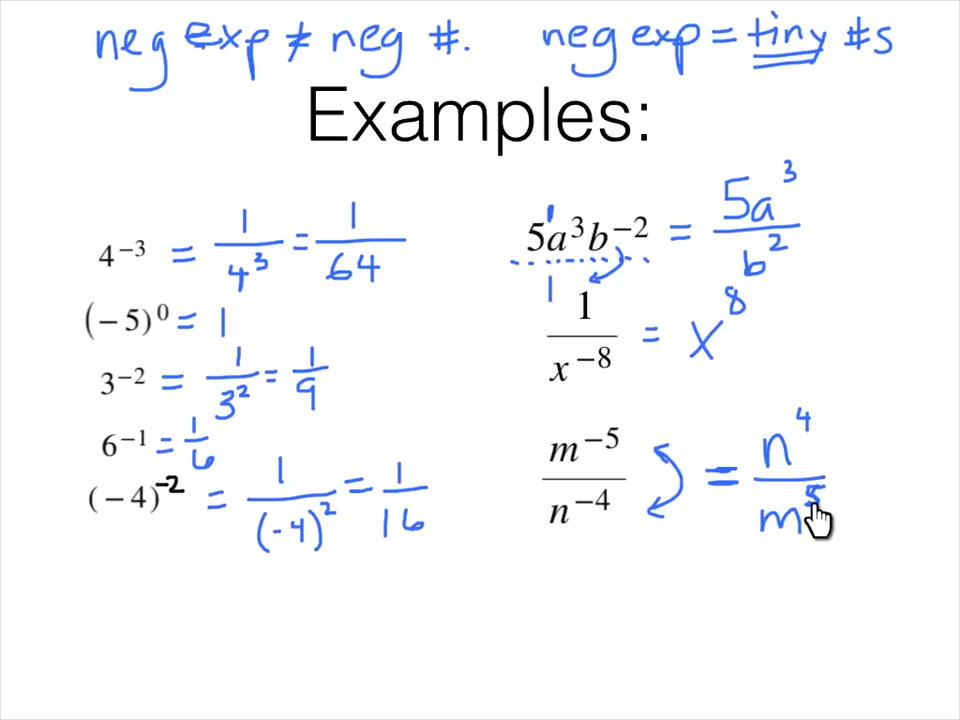 neg exp ≠ neg #. neg exp = tiny #s
Examples:
4⁻³ = 1/4³ = 1/64
(−5)⁰ = 1
3⁻² = 1/3² = 1/9
6⁻¹ = 1/6
(−4)⁻² = 1/(-4)² = 1/16
1
5a³b⁻² = 5a³/b²
1
1/x⁻⁸ = x⁸
m⁻⁵/n⁻⁴ = n⁴/m⁵